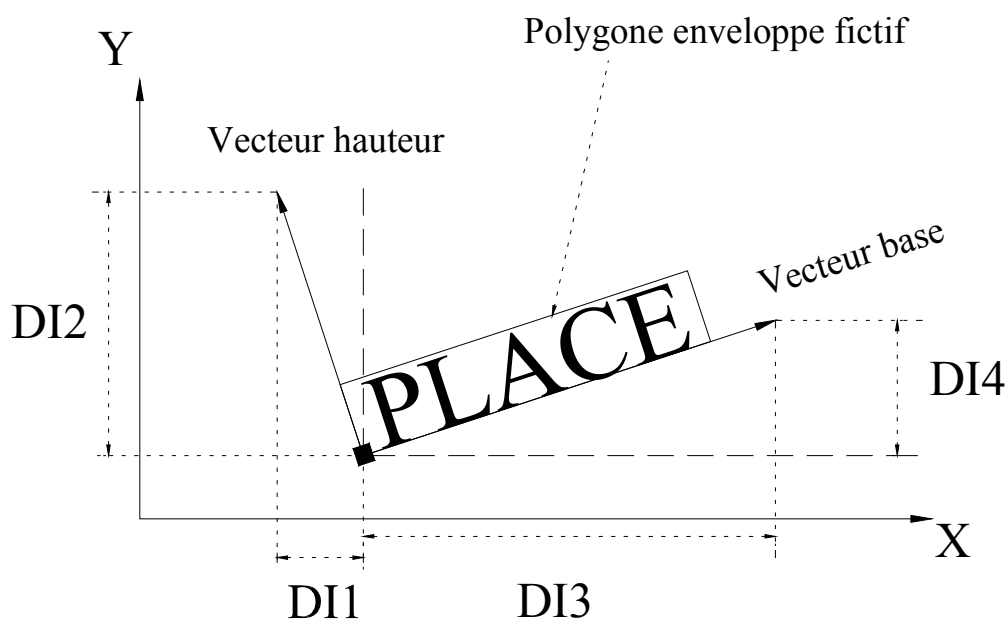 Polygone enveloppe fictif
Y
Vecteur hauteur
Vecteur base
DI2
PLACE
DI4
X
DI1
DI3